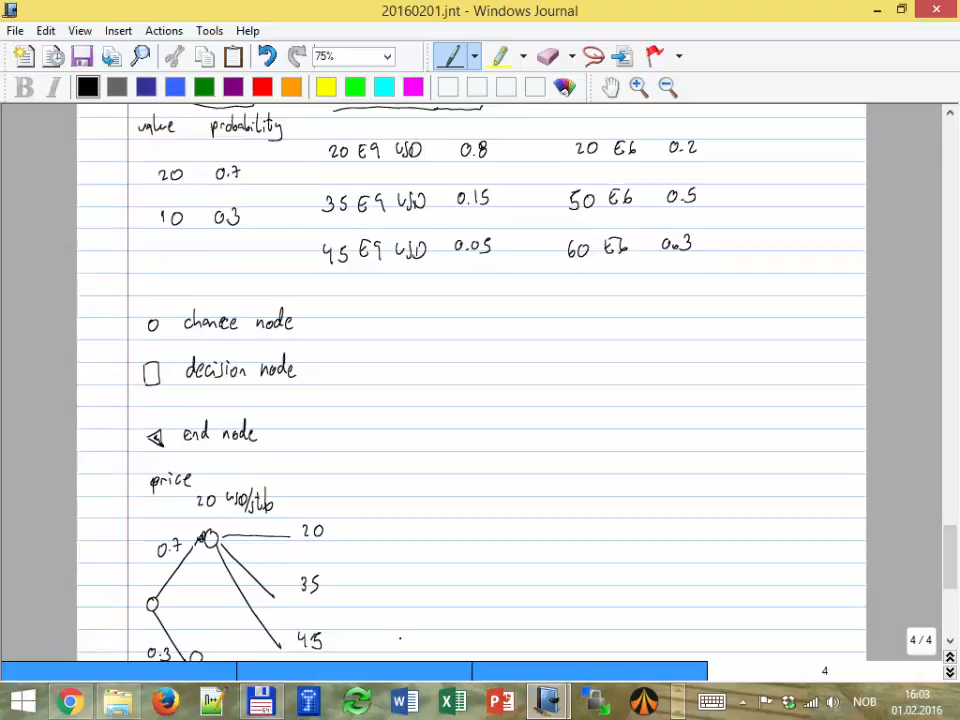 20160201.jnt - Windows Journal
File Edit View Insert Actions Tools Help
75%
B I
value probability
20 E9 USD 0.8 20 E6 0.2
20 0.7
35 E9 USD 0.15 50 E6 0.5
10 0.3
45 E9 USD 0.05 60 E6 0.3
chance node
decision node
end node
price
20 USD/stb
0.7 20
35
45
0.3
4/4
4
NOB
16:03
01.02.2016